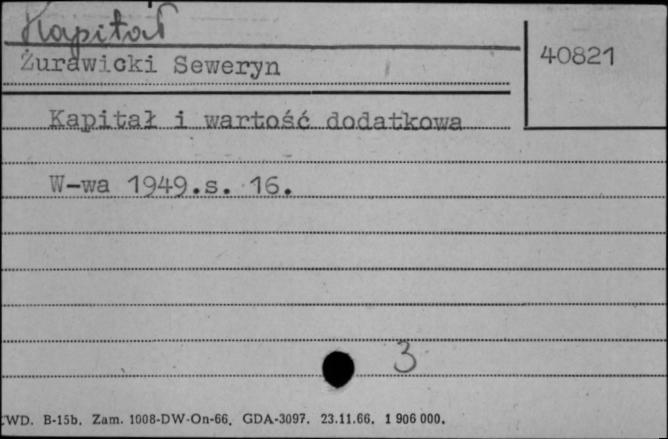 Kapitał
Żurawicki Seweryn
40821
Kapitał i wartość dodatkowa
W-wa 1949.s. 16.
3
CWD. B-15b. Zam. 1008-DW-On-66. GDA-3097. 23.11.66. 1 906 000.